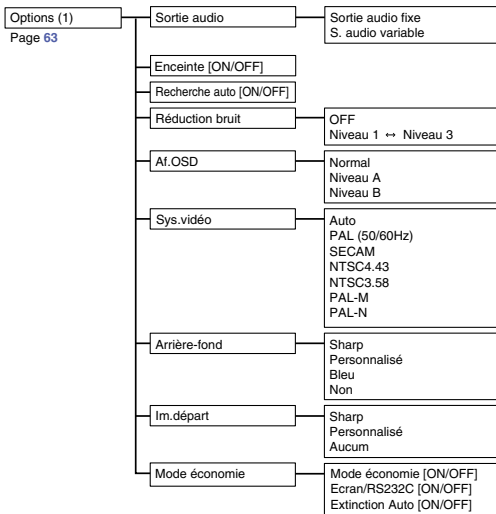 Options (1)
Page 63
Sortie audio
Sortie audio fixe
S. audio variable
Enceinte [ON/OFF]
Recherche auto [ON/OFF]
Réduction bruit
OFF
Niveau 1 ↔ Niveau 3
Af.OSD
Normal
Niveau A
Niveau B
Sys.vidéo
Auto
PAL (50/60Hz)
SECAM
NTSC4.43
NTSC3.58
PAL-M
PAL-N
Arrière-fond
Sharp
Personnalisé
Bleu
Non
Im.départ
Sharp
Personnalisé
Aucum
Mode économie
Mode économie [ON/OFF]
Ecran/RS232C [ON/OFF]
Extinction Auto [ON/OFF]